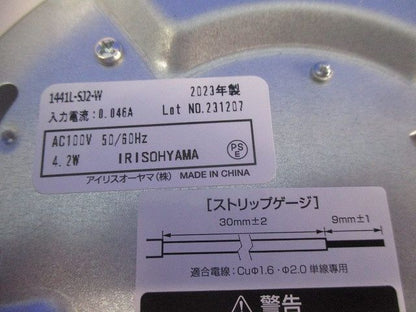 1441L-SJ2-W 2023年製
入力電流:0.046A Lot NO.231207
AC100V 50/60Hz
4.2W IRISOHYAMA
PS
E
アイリスオーヤマ(株) MADE IN CHINA
[ストリップゲージ]
30mm±2 9mm±1
適合電線:CuΦ1.6・Φ2.0 単線専用
警告